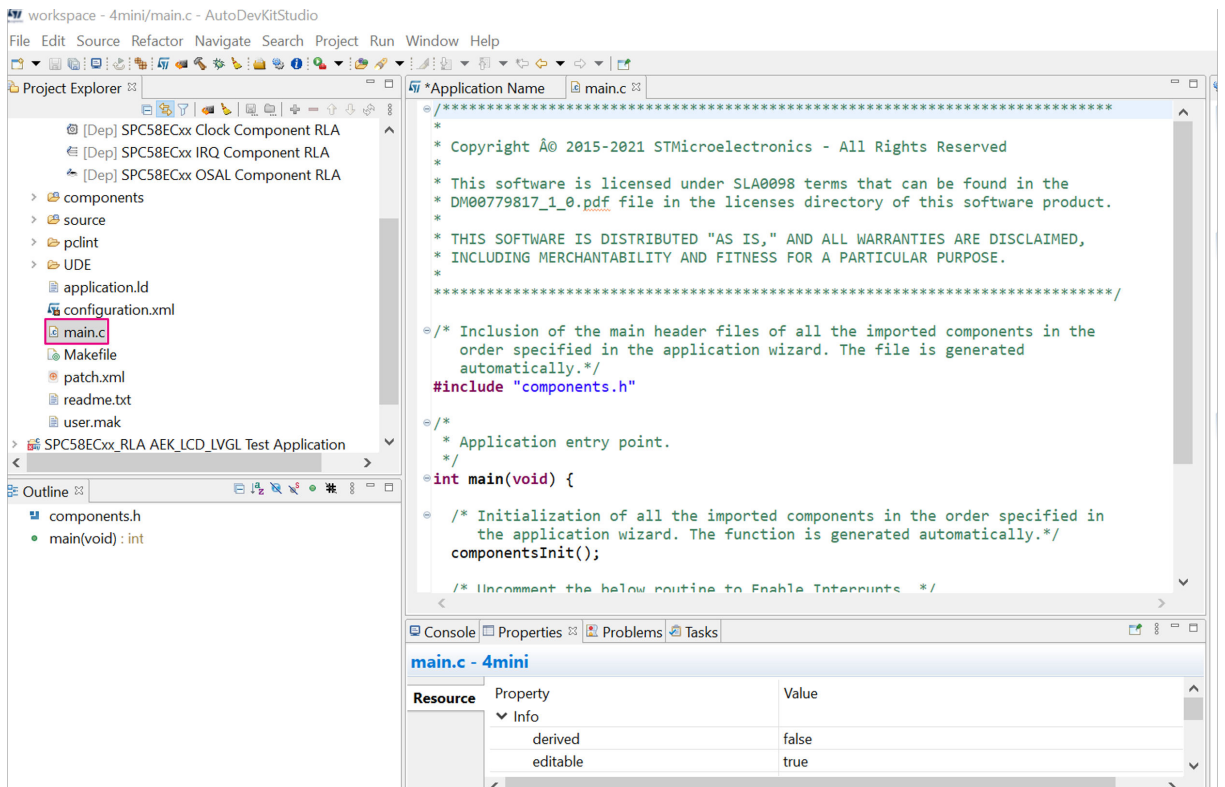 workspace - 4mini/main.c - AutoDevKitStudio
File Edit Source Refactor Navigate Search Project Run Window Help
Project Explorer
[Dep] SPC58ECxx Clock Component RLA
[Dep] SPC58ECxx IRQ Component RLA
[Dep] SPC58ECxx OSAL Component RLA
components
source
pclint
UDE
application.ld
configuration.xml
main.c
Makefile
patch.xml
readme.txt
user.mak
SPC58ECxx_RLA AEK_LCD_LVGL Test Application
Outline
components.h
main(void) : int
*Application Name
main.c
/****************************************************************************
*
* Copyright Â© 2015-2021 STMicroelectronics - All Rights Reserved
*
* This software is licensed under SLA0098 terms that can be found in the
* DM00779817_1_0.pdf file in the licenses directory of this software product.
*
* THIS SOFTWARE IS DISTRIBUTED "AS IS," AND ALL WARRANTIES ARE DISCLAIMED,
* INCLUDING MERCHANTABILITY AND FITNESS FOR A PARTICULAR PURPOSE.
*
*****************************************************************************/
/* Inclusion of the main header files of all the imported components in the
order specified in the application wizard. The file is generated
automatically.*/
#include "components.h"
/*
* Application entry point.
*/
int main(void) {
/* Initialization of all the imported components in the order specified in
the application wizard. The function is generated automatically.*/
componentsInit();
/* Uncomment the below routine to Enable Interrupts. */
Console Properties Problems Tasks
main.c - 4mini
Resource
Property Value
Info
derived false
editable true